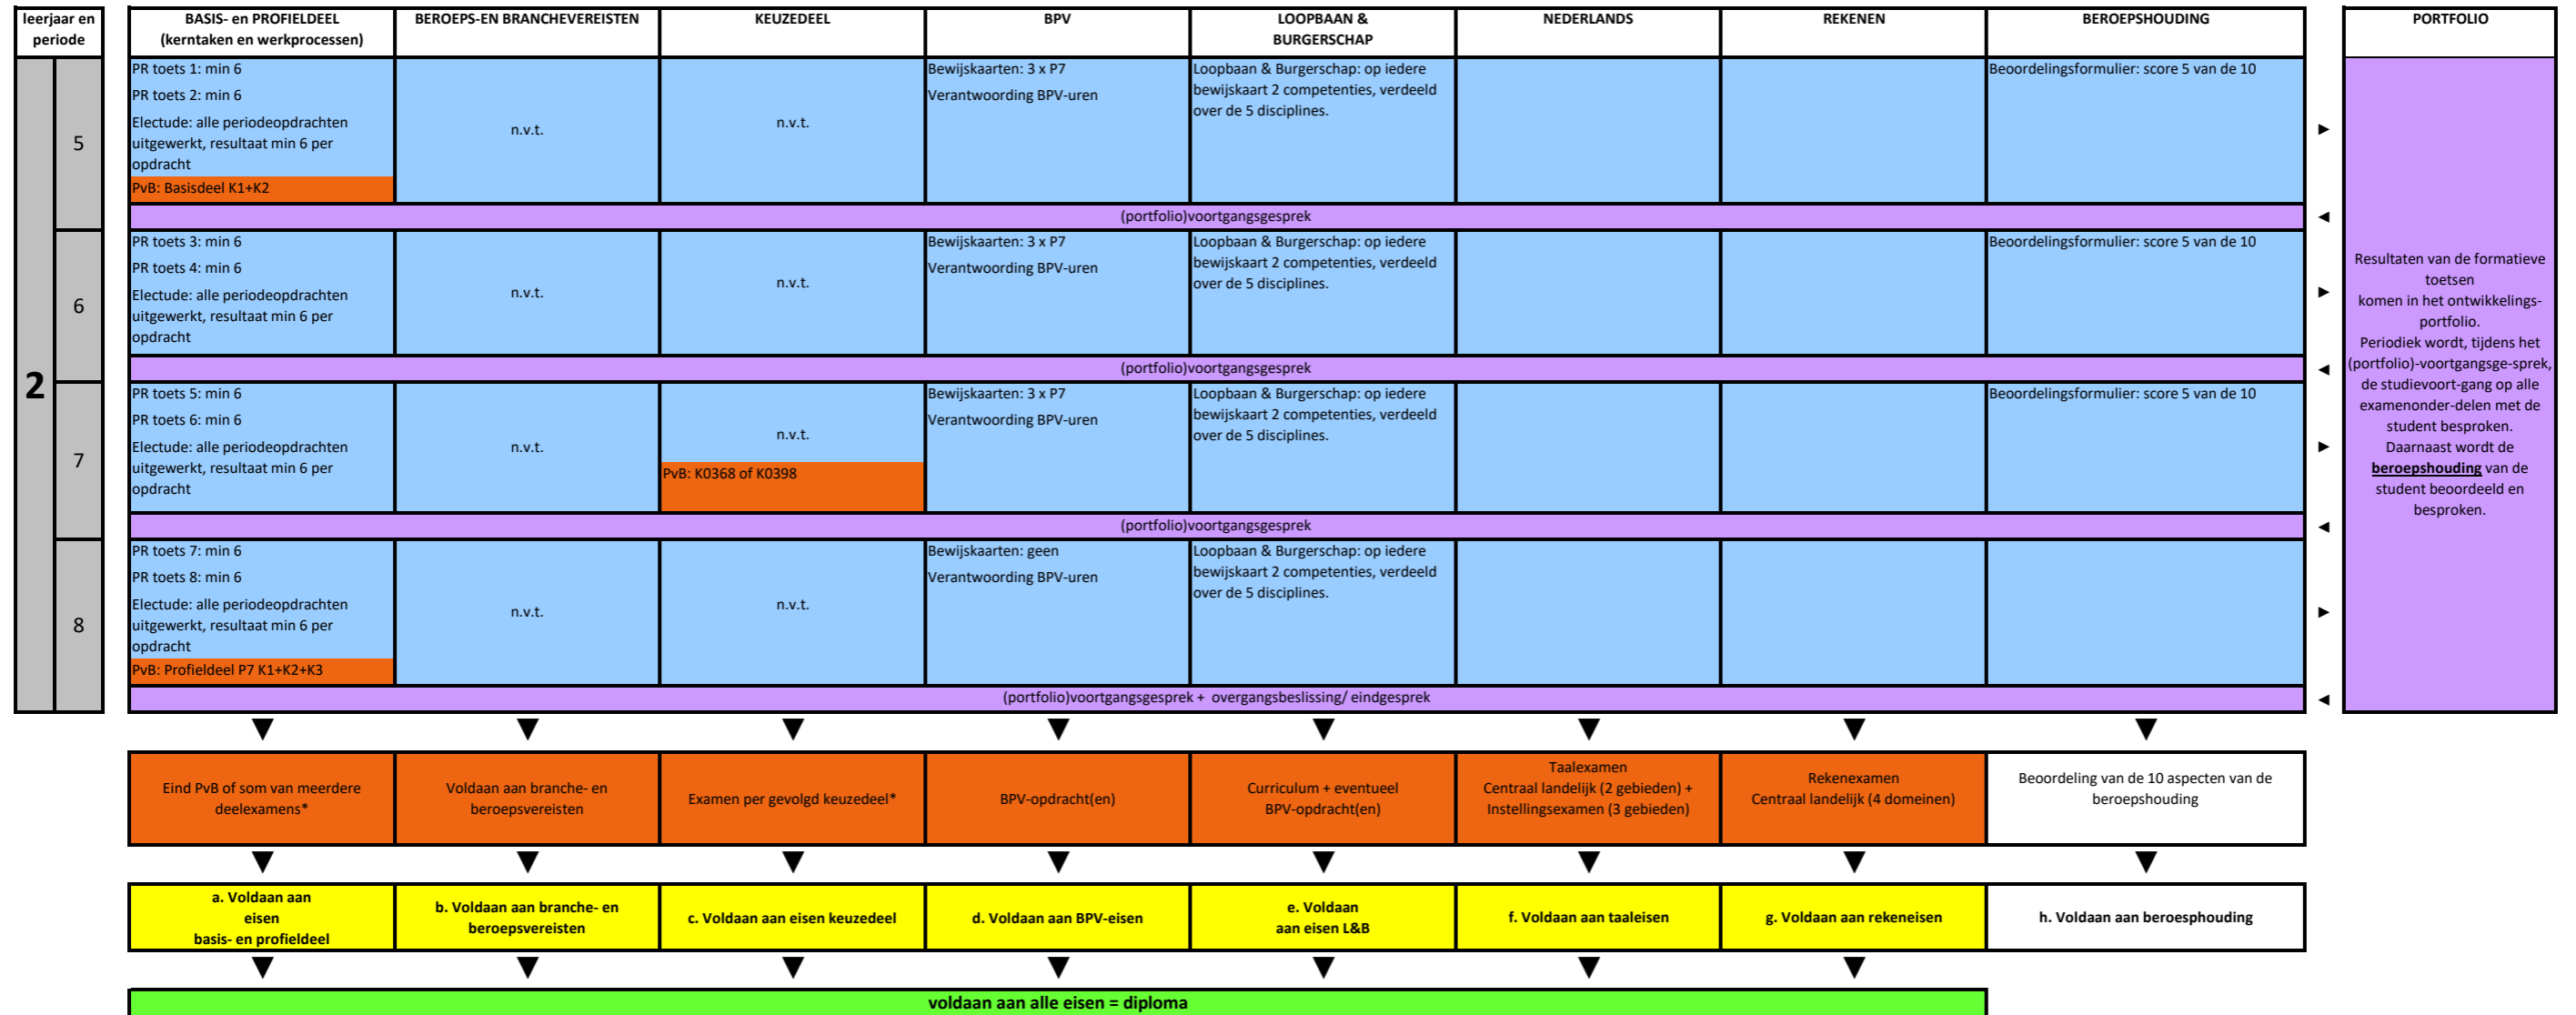 leerjaar en
periode
BASIS- en PROFIELDEEL
(kerntaken en werkprocessen)
BEROEPS-EN BRANCHEVEREISTEN
KEUZEDEEL
BPV
LOOPBAAN &
BURGERSCHAP
NEDERLANDS
REKENEN
BEROEPSHOUDING
PORTFOLIO
2
5
PR toets 1: min 6
PR toets 2: min 6
Electude: alle periodeopdrachten
uitgewerkt, resultaat min 6 per
opdracht
PvB: Basisdeel K1+K2
n.v.t.
n.v.t.
Bewijskaarten: 3 x P7
Verantwoording BPV-uren
Loopbaan & Burgerschap: op iedere
bewijskaart 2 competenties, verdeeld
over de 5 disciplines.
Beoordelingsformulier: score 5 van de 10
►
(portfolio)voortgangsgesprek
◄
6
PR toets 3: min 6
PR toets 4: min 6
Electude: alle periodeopdrachten
uitgewerkt, resultaat min 6 per
opdracht
n.v.t.
n.v.t.
Bewijskaarten: 3 x P7
Verantwoording BPV-uren
Loopbaan & Burgerschap: op iedere
bewijskaart 2 competenties, verdeeld
over de 5 disciplines.
Beoordelingsformulier: score 5 van de 10
►
(portfolio)voortgangsgesprek
◄
7
PR toets 5: min 6
PR toets 6: min 6
Electude: alle periodeopdrachten
uitgewerkt, resultaat min 6 per
opdracht
n.v.t.
n.v.t.
PvB: K0368 of K0398
Bewijskaarten: 3 x P7
Verantwoording BPV-uren
Loopbaan & Burgerschap: op iedere
bewijskaart 2 competenties, verdeeld
over de 5 disciplines.
Beoordelingsformulier: score 5 van de 10
►
(portfolio)voortgangsgesprek
◄
8
PR toets 7: min 6
PR toets 8: min 6
Electude: alle periodeopdrachten
uitgewerkt, resultaat min 6 per
opdracht
PvB: Profieldeel P7 K1+K2+K3
n.v.t.
n.v.t.
Bewijskaarten: geen
Verantwoording BPV-uren
Loopbaan & Burgerschap: op iedere
bewijskaart 2 competenties, verdeeld
over de 5 disciplines.
►
(portfolio)voortgangsgesprek + overgangsbeslissing/ eindgesprek
◄
Resultaten van de formatieve
toetsen
komen in het ontwikkelings-
portfolio.
Periodiek wordt, tijdens het
(portfolio)-voortgangsge-sprek,
de studievoort-gang op alle
examenonder-delen met de
student besproken.
Daarnaast wordt de
beroepshouding van de
student beoordeeld en
besproken.
▼ ▼ ▼ ▼ ▼ ▼ ▼ ▼
Eind PvB of som van meerdere
deelexamens*
Voldaan aan branche- en
beroepsvereisten
Examen per gevolgd keuzedeel*
BPV-opdracht(en)
Curriculum + eventueel
BPV-opdracht(en)
Taalexamen
Centraal landelijk (2 gebieden) +
Instellingsexamen (3 gebieden)
Rekenexamen
Centraal landelijk (4 domeinen)
Beoordeling van de 10 aspecten van de
beroepshouding
▼ ▼ ▼ ▼ ▼ ▼ ▼ ▼
a. Voldaan aan
eisen
basis- en profieldeel
b. Voldaan aan branche- en
beroepsvereisten
c. Voldaan aan eisen keuzedeel
d. Voldaan aan BPV-eisen
e. Voldaan
aan eisen L&B
f. Voldaan aan taaleisen
g. Voldaan aan rekeneisen
h. Voldaan aan beroesphouding
▼ ▼ ▼ ▼ ▼ ▼ ▼
voldaan aan alle eisen = diploma